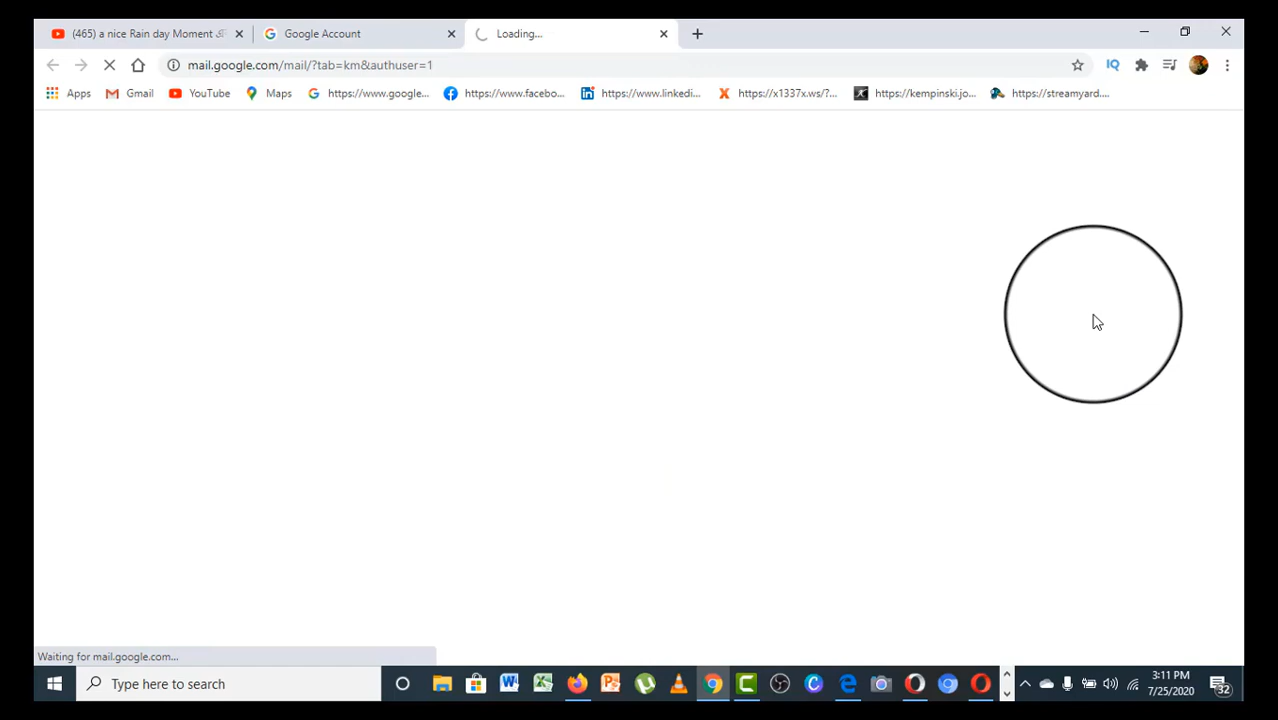 (465) a nice Rain day Moment
Google Account
Loading...
mail.google.com/mail/?tab=km&authuser=1
IQ
Apps
Gmail
YouTube
Maps
https://www.google...
https://www.facebo...
https://www.linkedi...
https://x1337x.ws/?...
https://kempinski.jo...
https://streamyard....
Waiting for mail.google.com...
Type here to search
3:11 PM
7/25/2020
32